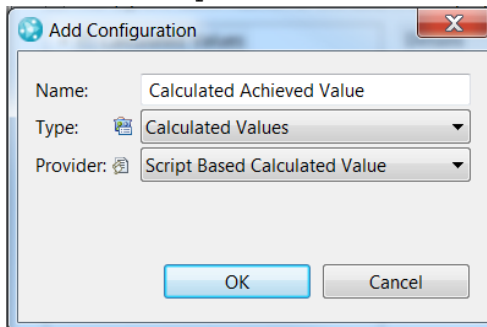 Add Configuration
Name: Calculated Achieved Value
Type: Calculated Values
Provider: Script Based Calculated Value
OK Cancel